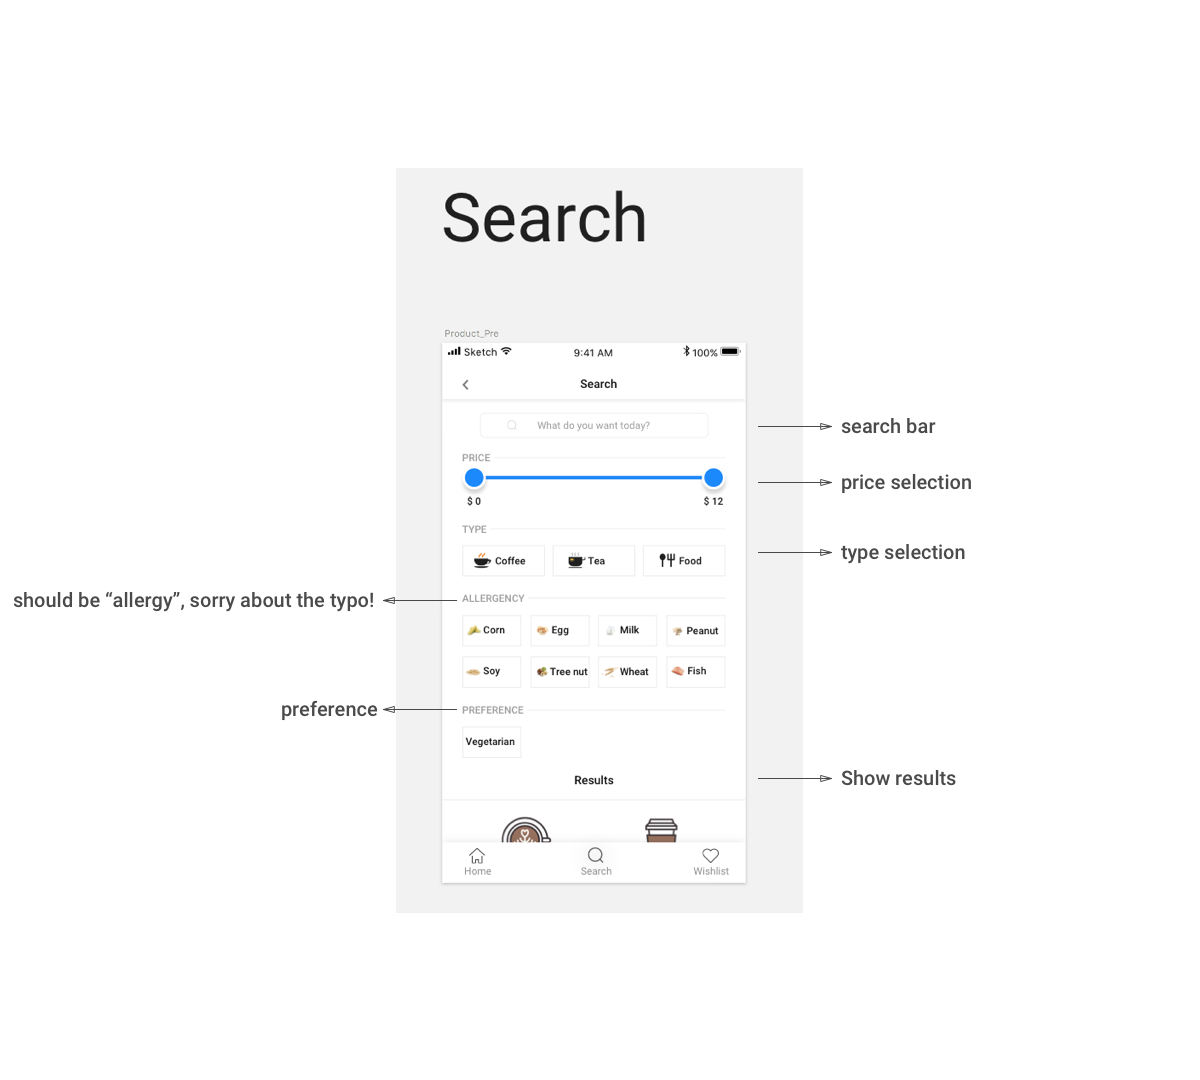 Search
Product_Pre
Sketch 9:41 AM 100%
Search
What do you want today?
search bar
PRICE
price selection
$ 0 $ 12
TYPE
type selection
Coffee Tea Food
should be “allergy”, sorry about the typo!
ALLERGENCY
Corn Egg Milk Peanut
Soy Tree nut Wheat Fish
preference
PREFERENCE
Vegetarian
Results
Show results
Home Search Wishlist